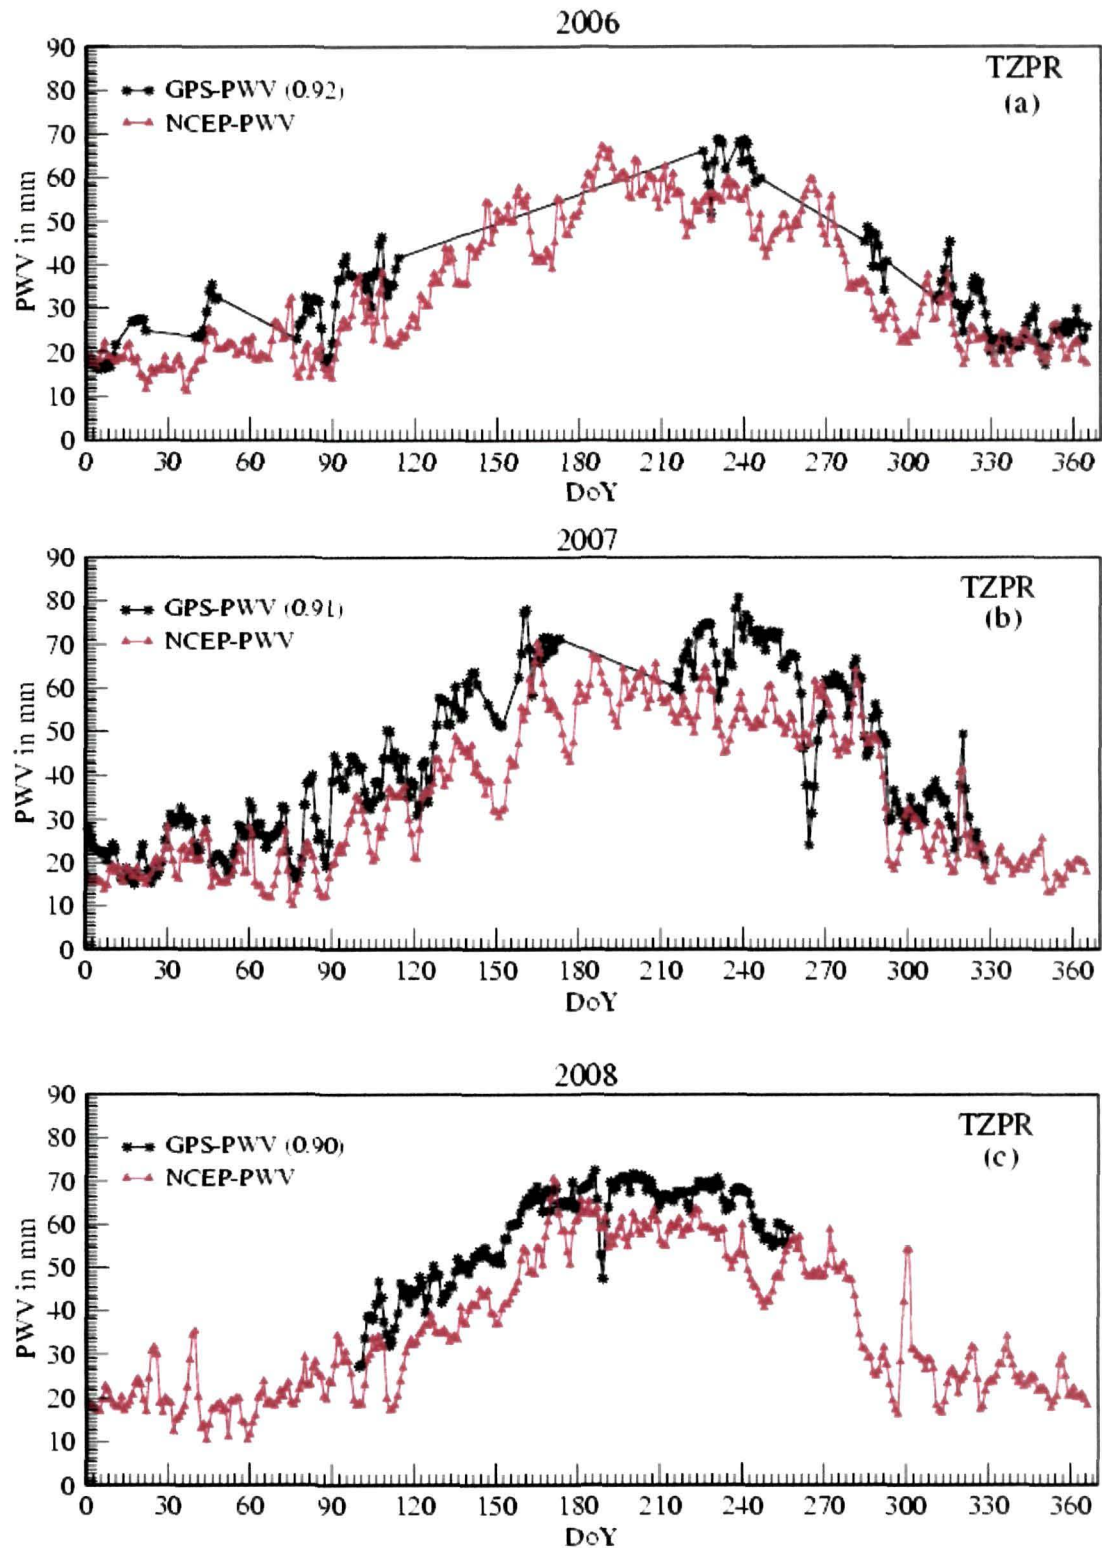 2006
TZPR
(a)
GPS-PWV (0.92)
NCEP-PWV
PWV in mm
90
80
70
60
50
40
30
20
10
0
0 30 60 90 120 150 180 210 240 270 300 330 360
DoY
2007
TZPR
(b)
GPS-PWV (0.91)
NCEP-PWV
PWV in mm
90
80
70
60
50
40
30
20
10
0
0 30 60 90 120 150 180 210 240 270 300 330 360
DoY
2008
TZPR
(c)
GPS-PWV (0.90)
NCEP-PWV
PWV in mm
90
80
70
60
50
40
30
20
10
0
0 30 60 90 120 150 180 210 240 270 300 330 360
DoY